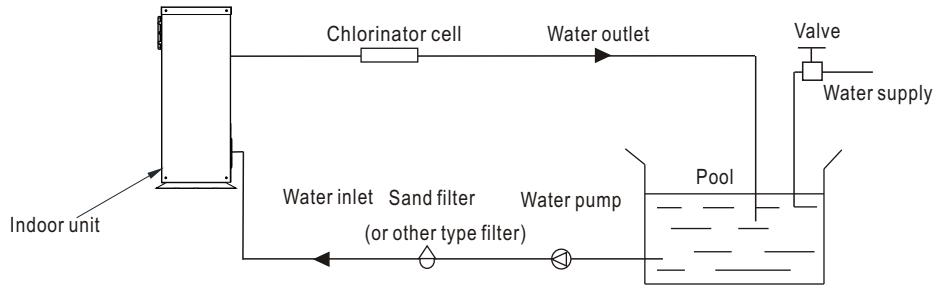 Chlorinator cell
Water outlet
Valve
Water supply
Pool
Water inlet
Sand filter
(or other type filter)
Water pump
Indoor unit